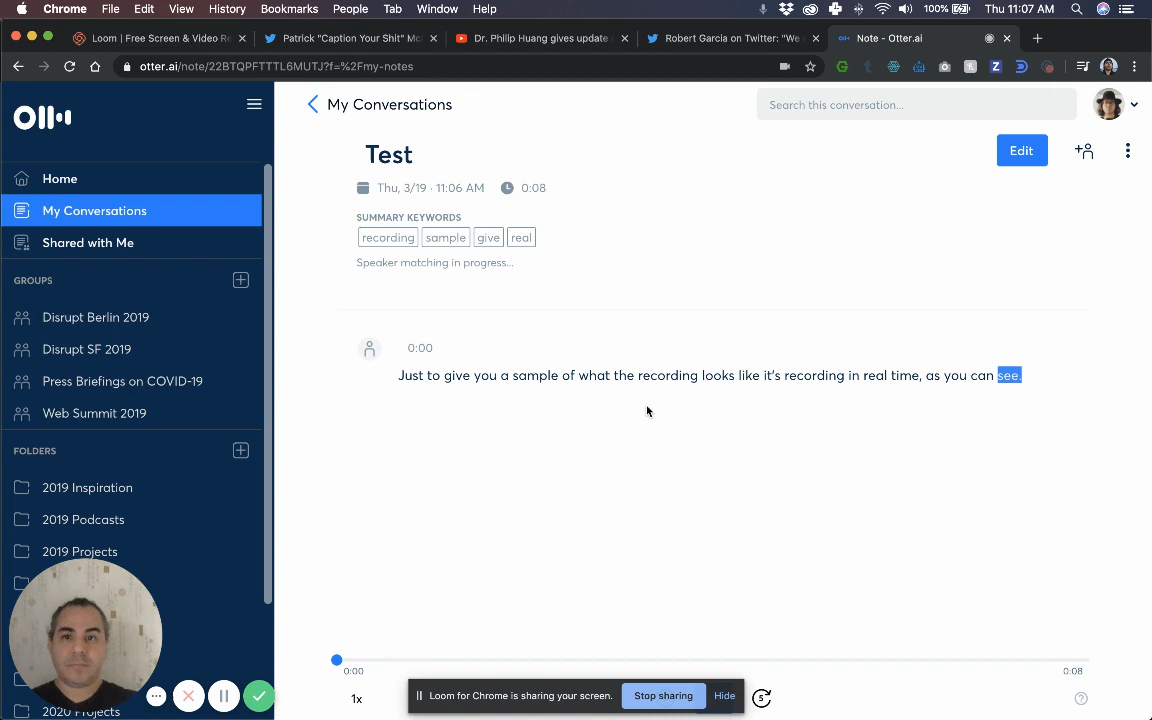 Chrome File Edit View History Bookmarks People Tab Window Help 100% Thu 11:07 AM
Loom | Free Screen & Video Re
Patrick "Caption Your Shit" Mc
Dr. Philip Huang gives update
Robert Garcia on Twitter: "We
Note - Otter.ai
otter.ai/note/22BTQPFTTTL6MUTJ?f=%2Fmy-notes
My Conversations
Search this conversation...
Test
Edit
Thu, 3/19 · 11:06 AM 0:08
SUMMARY KEYWORDS
recording sample give real
Speaker matching in progress...
0:00
Just to give you a sample of what the recording looks like it's recording in real time, as you can see.
Home
My Conversations
Shared with Me
GROUPS
Disrupt Berlin 2019
Disrupt SF 2019
Press Briefings on COVID-19
Web Summit 2019
FOLDERS
2019 Inspiration
2019 Podcasts
2019 Projects
2020 Projects
0:00
0:08
1x
Loom for Chrome is sharing your screen. Stop sharing Hide
5